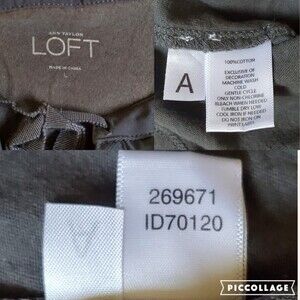 ANN TAYLOR
LOFT
MADE IN CHINA
A
100%COTTON
EXCLUSIVE OF
DECORATION
MACHINE WASH
COLD
GENTLE CYCLE
ONLY NON-CHLORINE
BLEACH WHEN NEEDED
TUMBLE DRY LOW
COOL IRON IF NEEDED
DO NOT IRON ON
PRINT LABEL
A
269671
ID70120
PICCOLLAGE